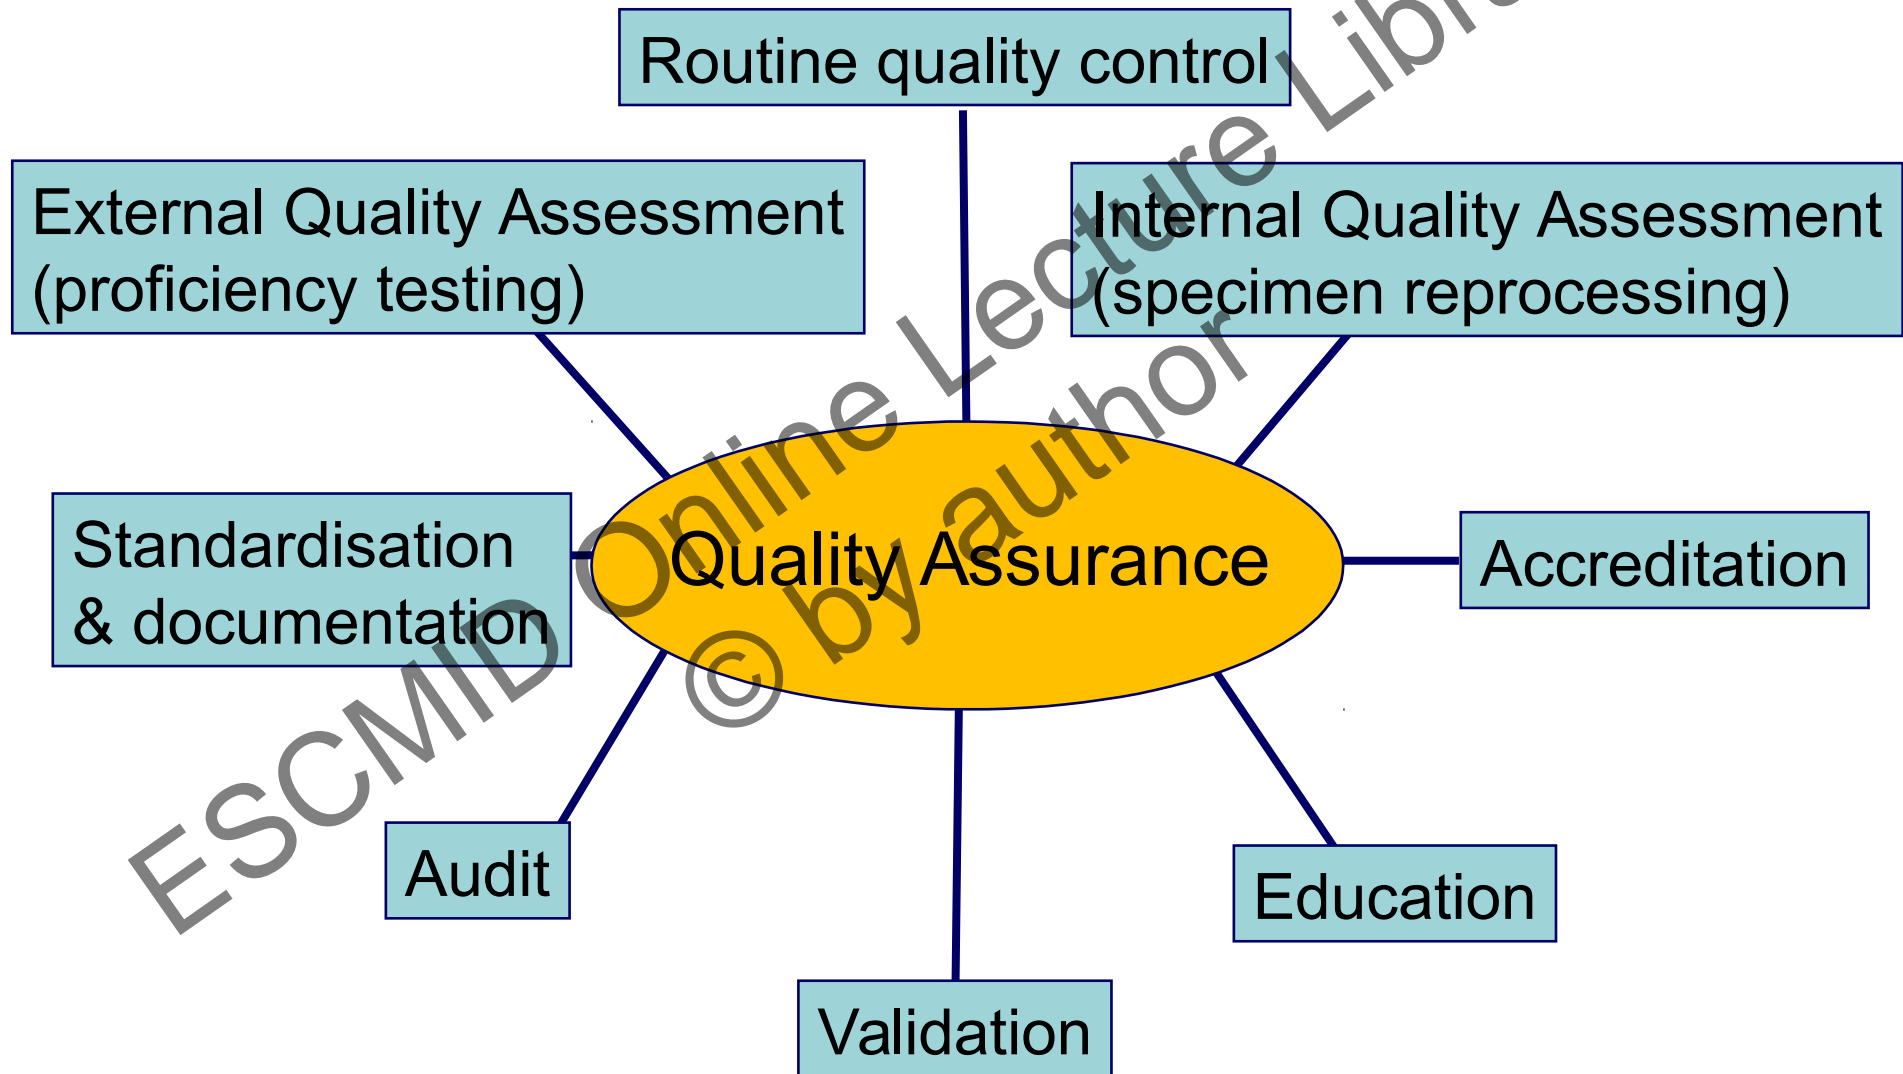 Routine quality control
External Quality Assessment
(proficiency testing)
Internal Quality Assessment
(specimen reprocessing)
Standardisation
& documentation
Quality Assurance
Accreditation
Audit
Education
Validation
ESCMID Online Lecture
© by author